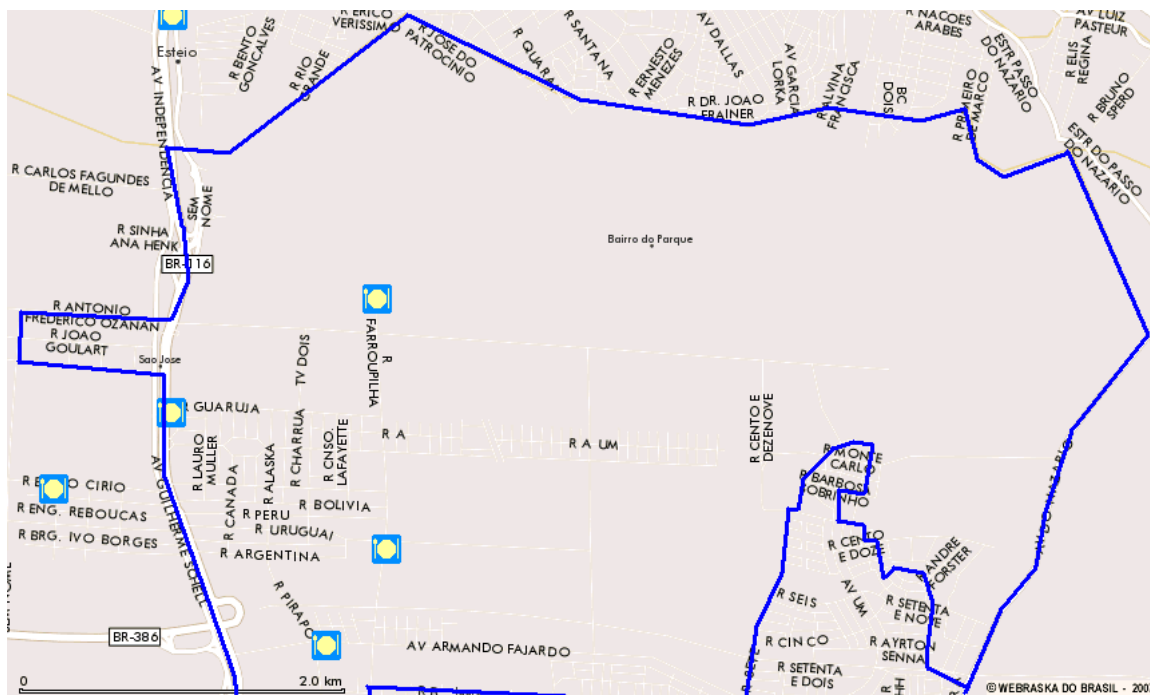 Esteio
AV INDEPENDENCIA
R BENTO
GONCALVES
R RIO
GRANDE
R ERICO
VERISSIMO
R JOSE DO
PATROCINIO
R QUARAI
R SANTANA
R ERNESTO
MENEZES
AV DALLAS
R DR. JOAO
FRAINER
AV GARCIA
LORKA
R ALVINA
FRANCISCA
BC
DOIS
R NACOES
ARABES
R PRIMEIRO
DE MARCO
ESTR PASSO
DO NAZARIO
AV LUIZ
PASTEUR
R ELIS
REGINA
R BRUNO
SPERD
ESTR DO PASSO
DO NAZARIO
R CARLOS FAGUNDES
DE MELLO
SEM
NOME
R SINHA
ANA HENK
BR-116
Bairro do Parque
R ANTONIO
FREDERICO OZANAN
R JOAO
GOULART
Sao Jose
TV DOIS
R
FARROUPILHA
R GUARUJA
R LAURO
MULLER
R CANADA
R ALASKA
R CHARRUA
R CNSO.
LAFAYETTE
R A
R A UM
R CENTO E
DEZENOVE
R MONTE
CARLO
R BARBOSA
SOBRINHO
AV DO NAZARIO
CIRIO
R ENG. REBOUCAS
R BRG. IVO BORGES
AV GUILHERME SCHELL
R BOLIVIA
R PERU
R URUGUAI
R ARGENTINA
R CENTO
E DOZE
R ANDRE
FORSTER
R SEIS
AV UM
R SETENTA
E NOVE
R PIRAPO
BR-386
AV ARMANDO FAJARDO
R CINCO
R AYRTON
SENNA
R SETENTA
E DOIS
R SETE
0 2.0 km
© WEBRASKA DO BRASIL - 200